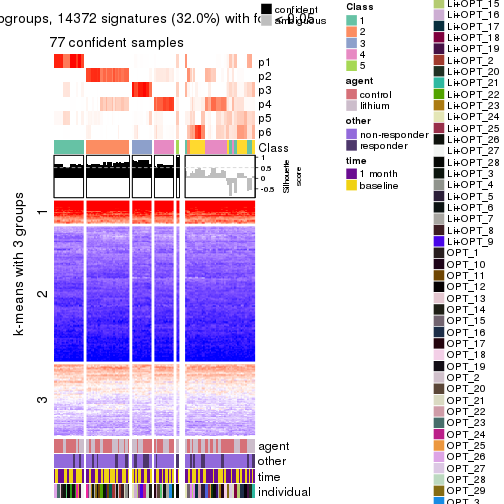 ogroups, 14372 signatures (32.0%) with
77 confident samples
confident
ambiguous
p1
p2
p3
p4
p5
p6
Class
1
0.5
0
-0.5
Silhouette
score
k-means with 3 groups
1
2
3
agent
other
time
individual
Class
1
2
3
4
5
agent
control
lithium
other
non-responder
responder
time
1 month
baseline
Li+OPT_15
Li+OPT_16
Li+OPT_17
Li+OPT_18
Li+OPT_19
Li+OPT_2
Li+OPT_20
Li+OPT_21
Li+OPT_22
Li+OPT_23
Li+OPT_24
Li+OPT_25
Li+OPT_26
Li+OPT_27
Li+OPT_28
Li+OPT_3
Li+OPT_4
Li+OPT_5
Li+OPT_6
Li+OPT_7
Li+OPT_8
Li+OPT_9
OPT_1
OPT_10
OPT_11
OPT_12
OPT_13
OPT_14
OPT_15
OPT_16
OPT_17
OPT_18
OPT_19
OPT_2
OPT_20
OPT_21
OPT_22
OPT_23
OPT_24
OPT_25
OPT_26
OPT_27
OPT_28
OPT_29